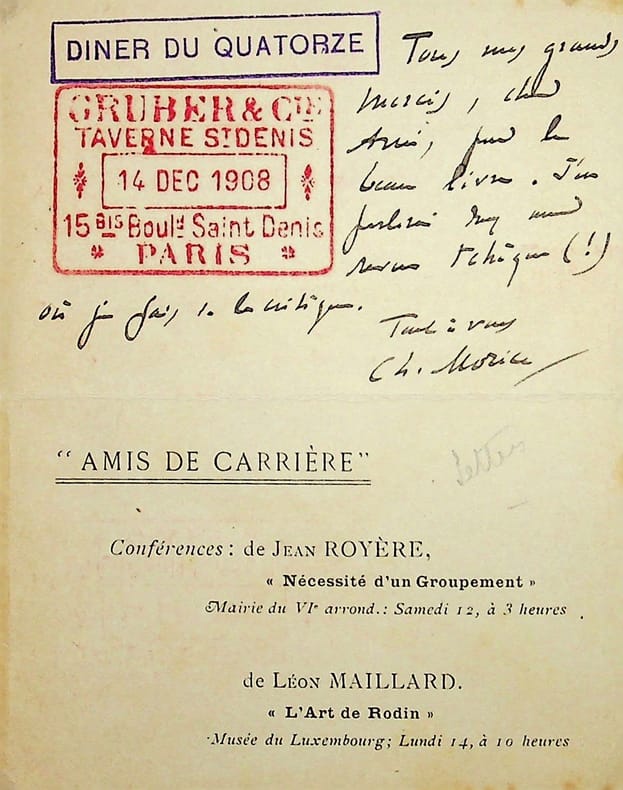 DINER DU QUATORZE
GRUBER & CIE
TAVERNE ST DENIS
14 DEC 1908
15 BIS Bould Saint Denis
PARIS
Tous mes grands
mercis, cher
Ami, pour le
beau livre. J'en
parlerai une
revue tchèque (!)
où je fais de la critique.
Tout à vous
Ch. Morice
"AMIS DE CARRIÈRE"
Letters
Conférences : de JEAN ROYÈRE,
« Nécessité d'un Groupement »
Mairie du VIe arrond. : Samedi 12, à 3 heures
de LÉON MAILLARD.
« L'Art de Rodin »
Musée du Luxembourg ; Lundi 14, à 10 heures